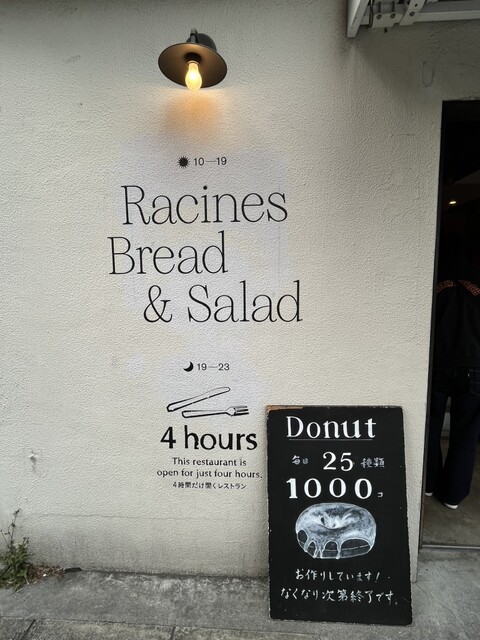 10—19
Racines
Bread
& Salad
19—23
4 hours
This restaurant is
open for just four hours.
4時間だけ開くレストラン
Donut
毎日 25 種類
1000コ
お作りしています!
なくなり次第終了です。